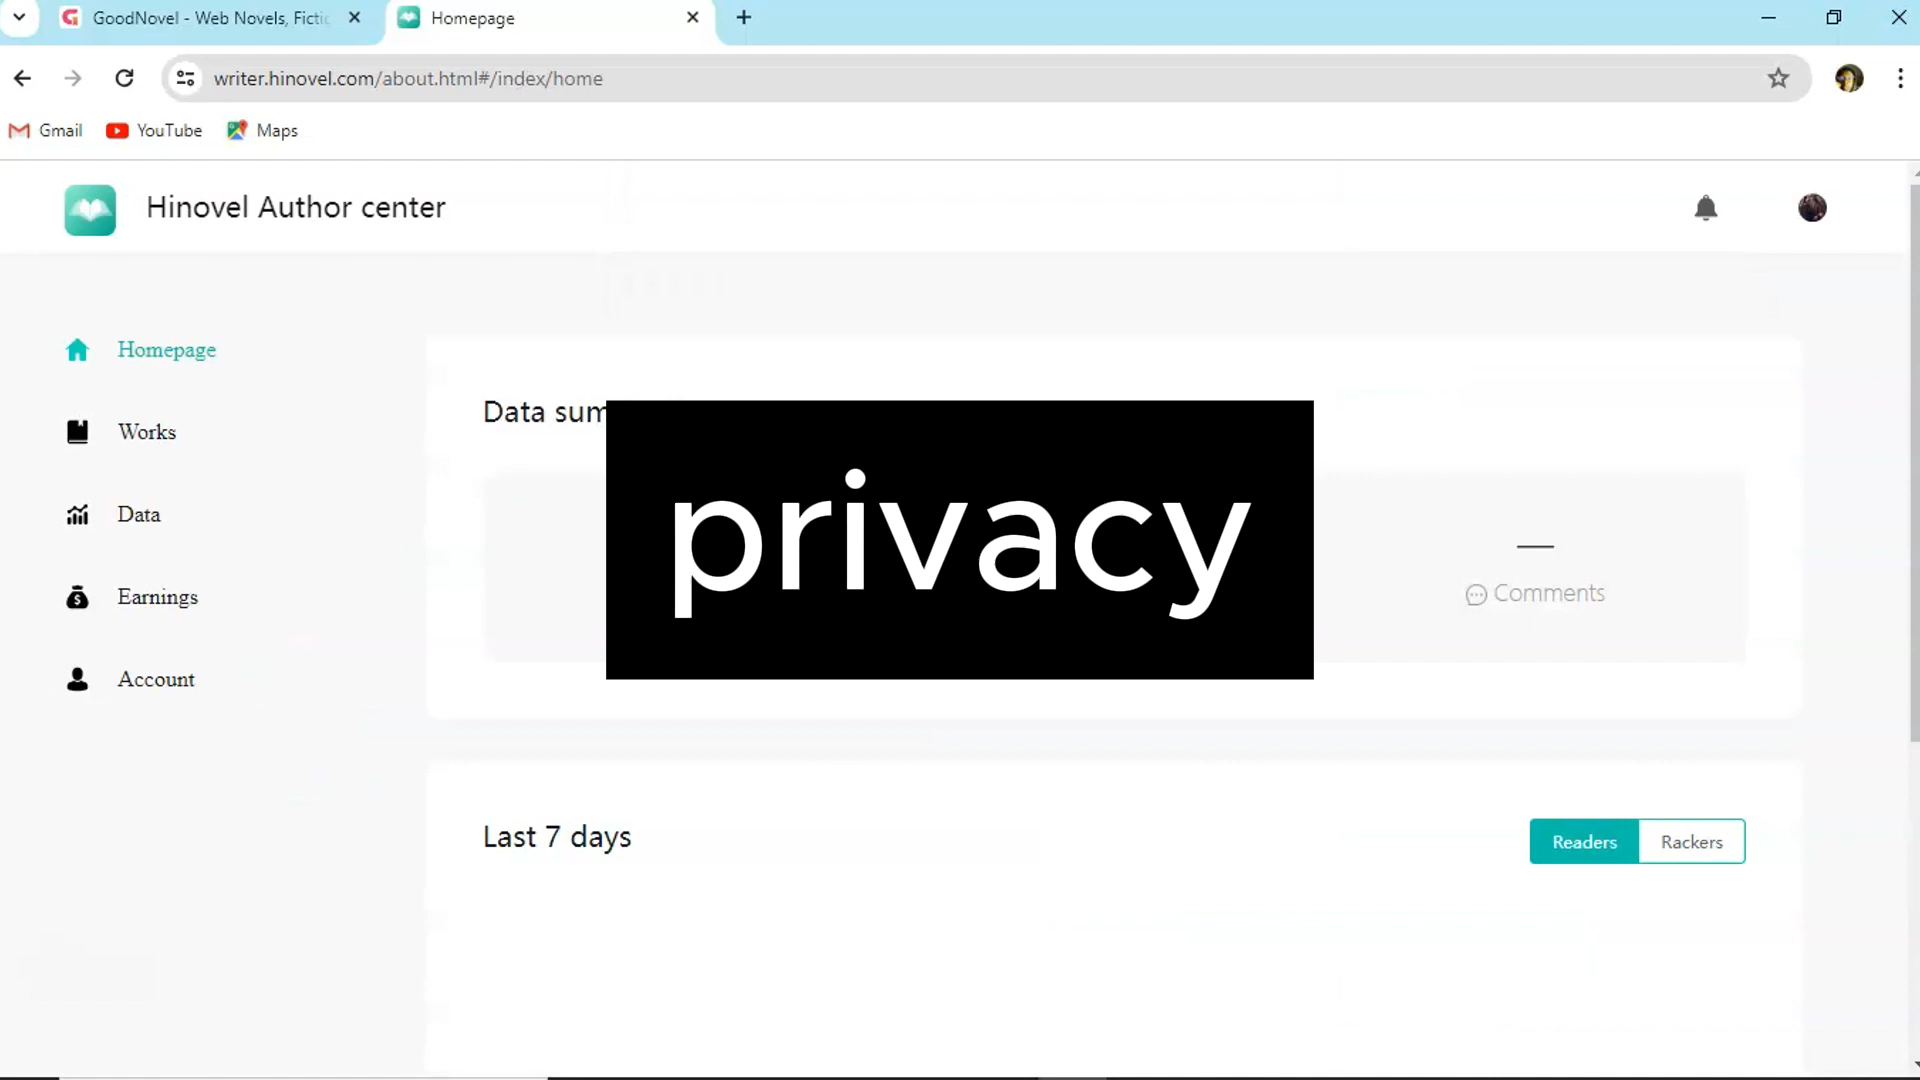 GoodNovel - Web Novels, Fictic
Homepage
writer.hinovel.com/about.html#/index/home
Gmail
YouTube
Maps
Hinovel Author center
Homepage
Works
Data
Earnings
Account
Data sum
privacy
Comments
Last 7 days
Readers
Rackers